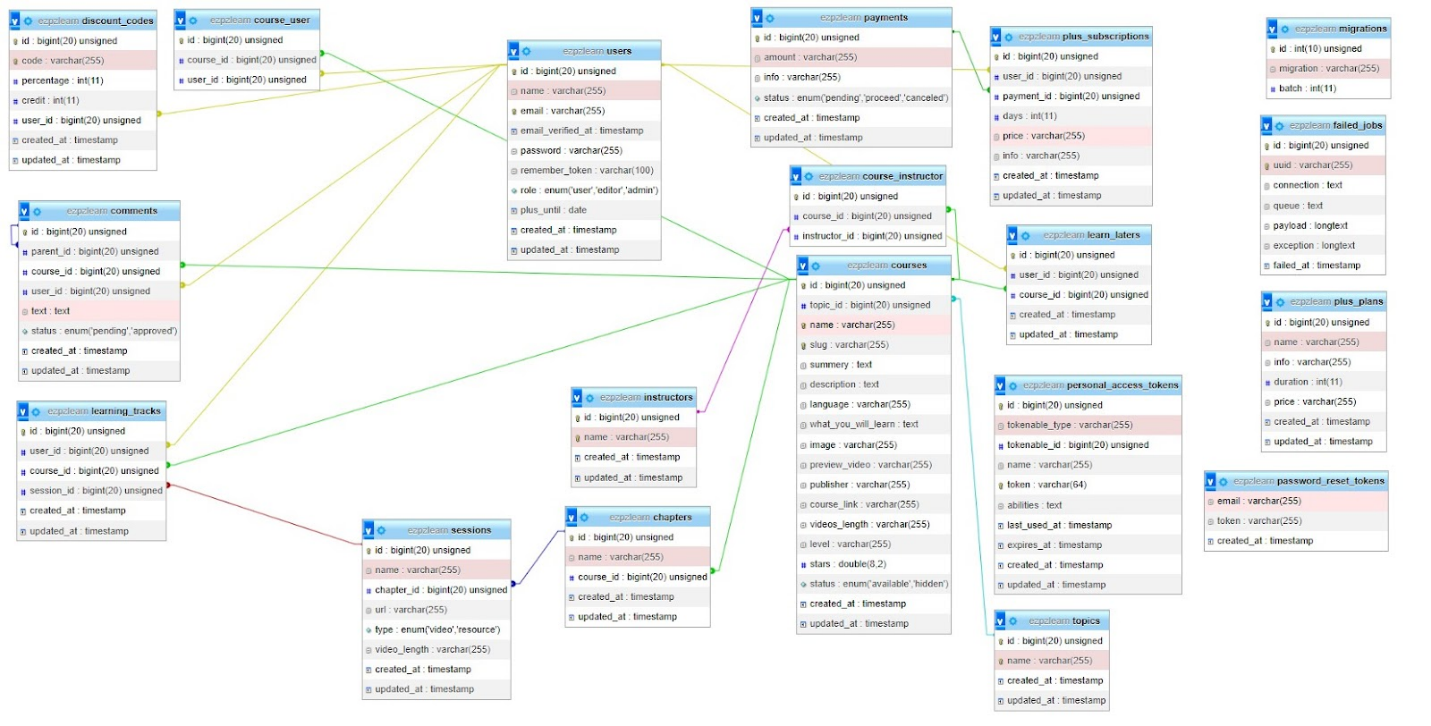 ezpzlearn discount_codes
id : bigint(20) unsigned
code : varchar(255)
percentage : int(11)
credit : int(11)
user_id : bigint(20) unsigned
created_at : timestamp
updated_at : timestamp
ezpzlearn course_user
id : bigint(20) unsigned
course_id : bigint(20) unsigned
user_id : bigint(20) unsigned
ezpzlearn users
id : bigint(20) unsigned
name : varchar(255)
email : varchar(255)
email_verified_at : timestamp
password : varchar(255)
remember_token : varchar(100)
role : enum('user','editor','admin')
plus_until : date
created_at : timestamp
updated_at : timestamp
ezpzlearn payments
id : bigint(20) unsigned
amount : varchar(255)
info : varchar(255)
status : enum('pending','proceed','canceled')
created_at : timestamp
updated_at : timestamp
ezpzlearn plus_subscriptions
id : bigint(20) unsigned
user_id : bigint(20) unsigned
payment_id : bigint(20) unsigned
days : int(11)
price : varchar(255)
info : varchar(255)
created_at : timestamp
updated_at : timestamp
ezpzlearn migrations
id : int(10) unsigned
migration : varchar(255)
batch : int(11)
ezpzlearn failed_jobs
id : bigint(20) unsigned
uuid : varchar(255)
connection : text
queue : text
payload : longtext
exception : longtext
failed_at : timestamp
ezpzlearn course_instructor
id : bigint(20) unsigned
course_id : bigint(20) unsigned
instructor_id : bigint(20) unsigned
ezpzlearn comments
id : bigint(20) unsigned
parent_id : bigint(20) unsigned
course_id : bigint(20) unsigned
user_id : bigint(20) unsigned
text : text
status : enum('pending','approved')
created_at : timestamp
updated_at : timestamp
ezpzlearn learn_laters
id : bigint(20) unsigned
user_id : bigint(20) unsigned
course_id : bigint(20) unsigned
created_at : timestamp
updated_at : timestamp
ezpzlearn courses
id : bigint(20) unsigned
topic_id : bigint(20) unsigned
name : varchar(255)
slug : varchar(255)
summery : text
description : text
language : varchar(255)
what_you_will_learn : text
image : varchar(255)
preview_video : varchar(255)
publisher : varchar(255)
course_link : varchar(255)
videos_length : varchar(255)
level : varchar(255)
stars : double(8,2)
status : enum('available','hidden')
created_at : timestamp
updated_at : timestamp
ezpzlearn plus_plans
id : bigint(20) unsigned
name : varchar(255)
info : varchar(255)
duration : int(11)
price : varchar(255)
created_at : timestamp
updated_at : timestamp
ezpzlearn learning_tracks
id : bigint(20) unsigned
user_id : bigint(20) unsigned
course_id : bigint(20) unsigned
session_id : bigint(20) unsigned
created_at : timestamp
updated_at : timestamp
ezpzlearn instructors
id : bigint(20) unsigned
name : varchar(255)
created_at : timestamp
updated_at : timestamp
ezpzlearn personal_access_tokens
id : bigint(20) unsigned
tokenable_type : varchar(255)
tokenable_id : bigint(20) unsigned
name : varchar(255)
token : varchar(64)
abilities : text
last_used_at : timestamp
expires_at : timestamp
created_at : timestamp
updated_at : timestamp
ezpzlearn password_reset_tokens
email : varchar(255)
token : varchar(255)
created_at : timestamp
ezpzlearn sessions
id : bigint(20) unsigned
name : varchar(255)
chapter_id : bigint(20) unsigned
url : varchar(255)
type : enum('video','resource')
video_length : varchar(255)
created_at : timestamp
updated_at : timestamp
ezpzlearn chapters
id : bigint(20) unsigned
name : varchar(255)
course_id : bigint(20) unsigned
created_at : timestamp
updated_at : timestamp
ezpzlearn topics
id : bigint(20) unsigned
name : varchar(255)
created_at : timestamp
updated_at : timestamp